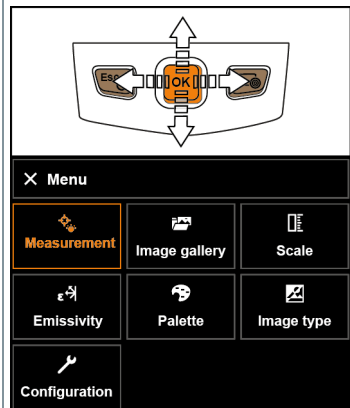 Esc OK
× Menu
Measurement Image gallery Scale
ε Emissivity Palette Image type
Configuration